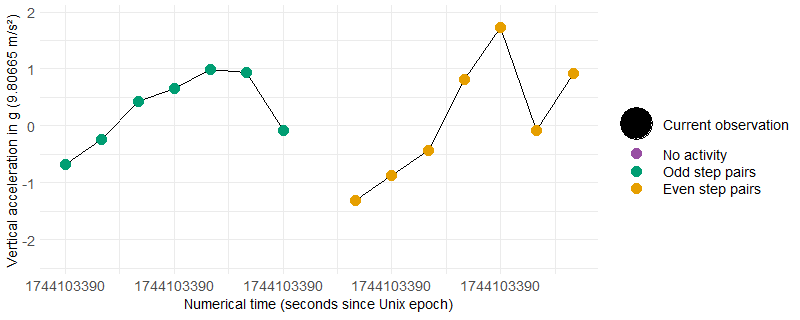 Vertical acceleration in g (9.80665 m/s²)
2
1
0
-1
-2
1744103390 1744103390 1744103390 1744103390 1744103390
Numerical time (seconds since Unix epoch)
Current observation
No activity
Odd step pairs
Even step pairs